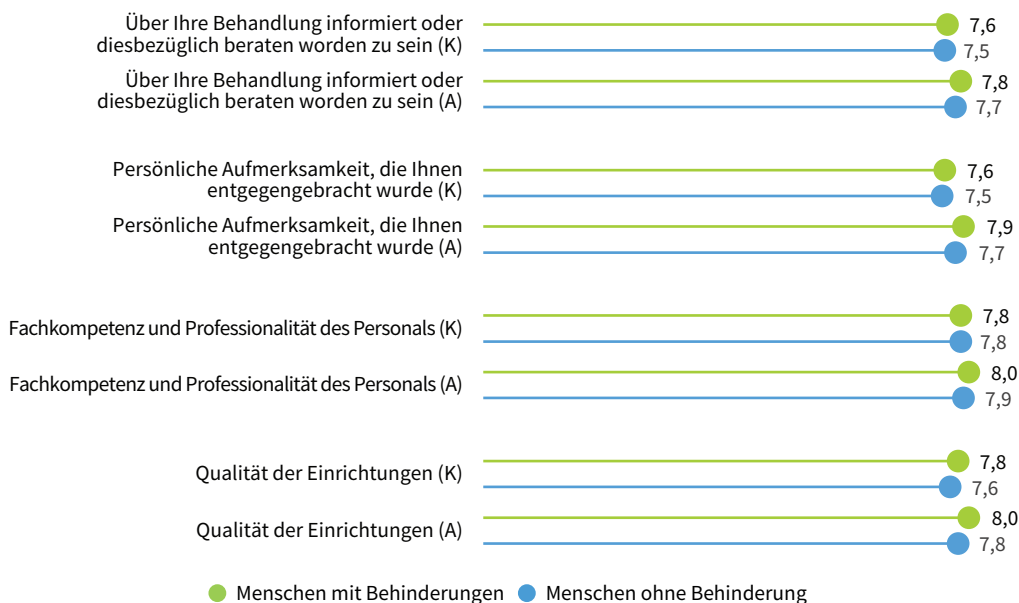 Über Ihre Behandlung informiert oder
diesbezüglich beraten worden zu sein (K)
7,6
7,5
Über Ihre Behandlung informiert oder
diesbezüglich beraten worden zu sein (A)
7,8
7,7
Persönliche Aufmerksamkeit, die Ihnen
entgegengebracht wurde (K)
7,6
7,5
Persönliche Aufmerksamkeit, die Ihnen
entgegengebracht wurde (A)
7,9
7,7
Fachkompetenz und Professionalität des Personals (K)
7,8
7,8
Fachkompetenz und Professionalität des Personals (A)
8,0
7,9
Qualität der Einrichtungen (K)
7,8
7,6
Qualität der Einrichtungen (A)
8,0
7,8
Menschen mit Behinderungen Menschen ohne Behinderung